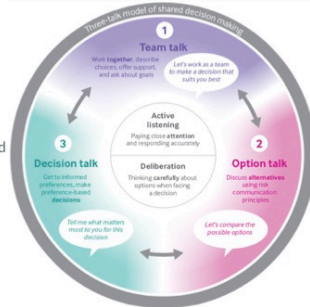 Three-talk model of shared decision making
1
Team talk
Work together, describe
choices, offer support,
and ask about goals
Let's work as a team
to make a decision that
suits you best
Active
listening
Paying close attention
and responding accurately
Deliberation
Thinking carefully about
options when facing
a decision
2
Option talk
Discuss alternatives
using risk
communication
principles
Let's compare the
possible options
3
Decision talk
Get to informed
preferences, make
preference-based
decisions
Tell me what matters
most to you for this
decision